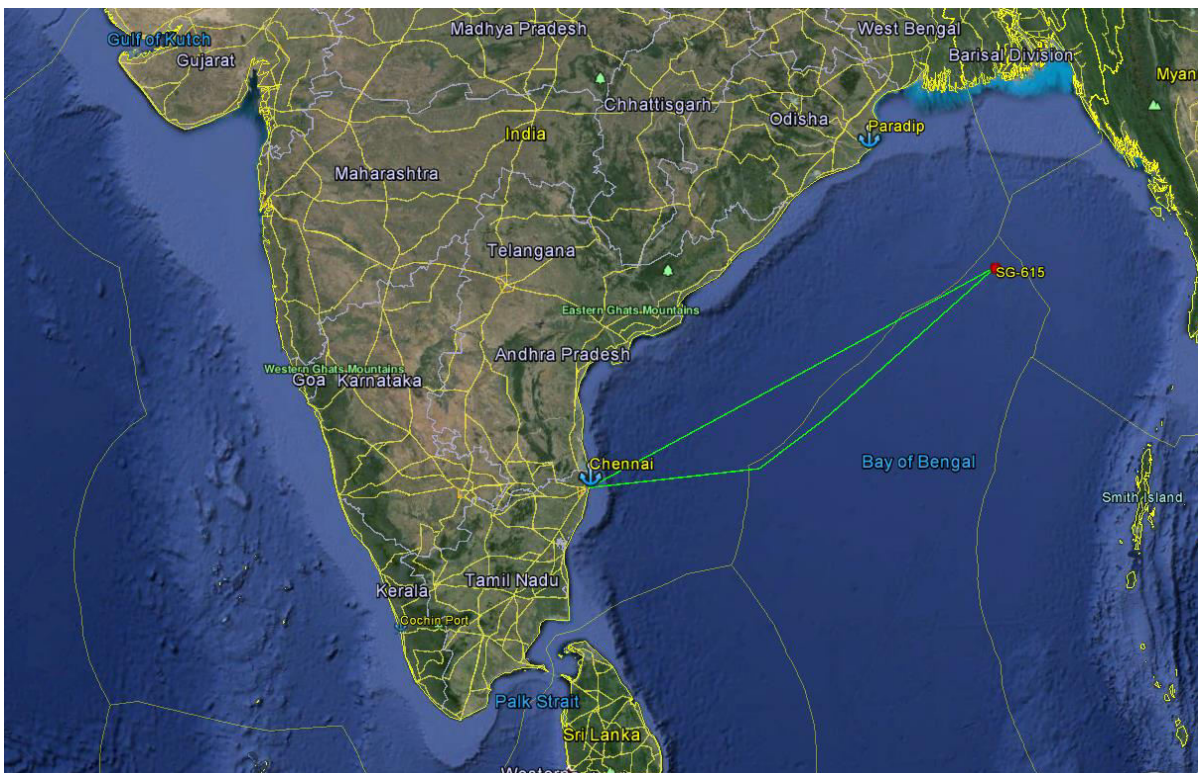 Madhya Pradesh
West Bengal
Gulf of Kutch
Gujarat
Barisal Division
Myan
Chhattisgarh
Odisha
Paradip
India
Maharashtra
Telangana
SG-615
Eastern Ghats Mountains
Andhra Pradesh
Western Ghats Mountains
Goa
Karnataka
Chennai
Bay of Bengal
Smith Island
Tamil Nadu
Kerala
Cochin Port
Palk Strait
Sri Lanka
Western